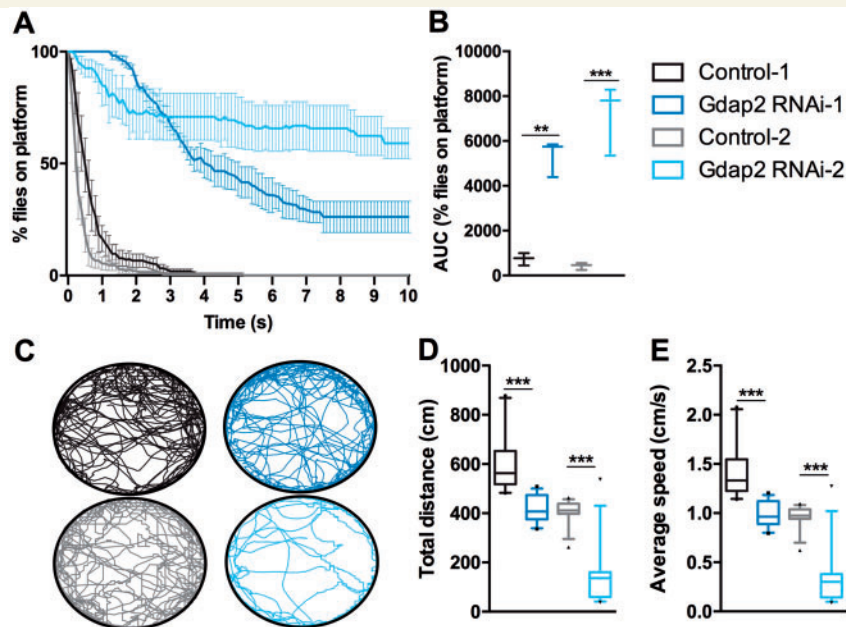 A
% flies on platform
100
50
0
0 1 2 3 4 5 6 7 8 9 10
Time (s)
B
AUC (% flies on platform)
10000
8000
6000
4000
2000
0
**
***
Control-1
Gdap2 RNAi-1
Control-2
Gdap2 RNAi-2
C
D
Total distance (cm)
1000
800
600
400
200
0
***
***
E
Average speed (cm/s)
2.5
2.0
1.5
1.0
0.5
0.0
***
***